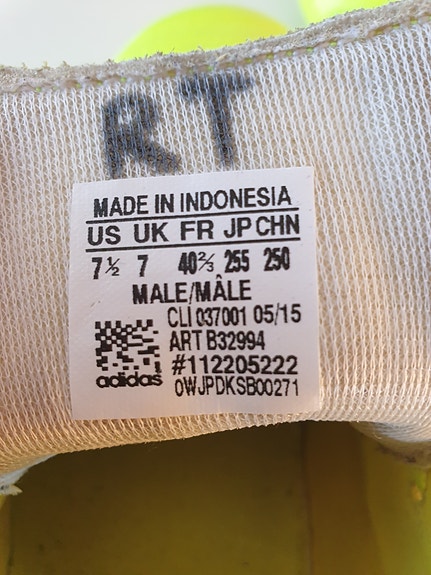 RT
MADE IN INDONESIA
US UK FR JP CHN
7½ 7 40⅔ 255 250
MALE/MÂLE
CLI 037001 05/15
ART B32994
#112205222
adidas 0WJPDKSB00271